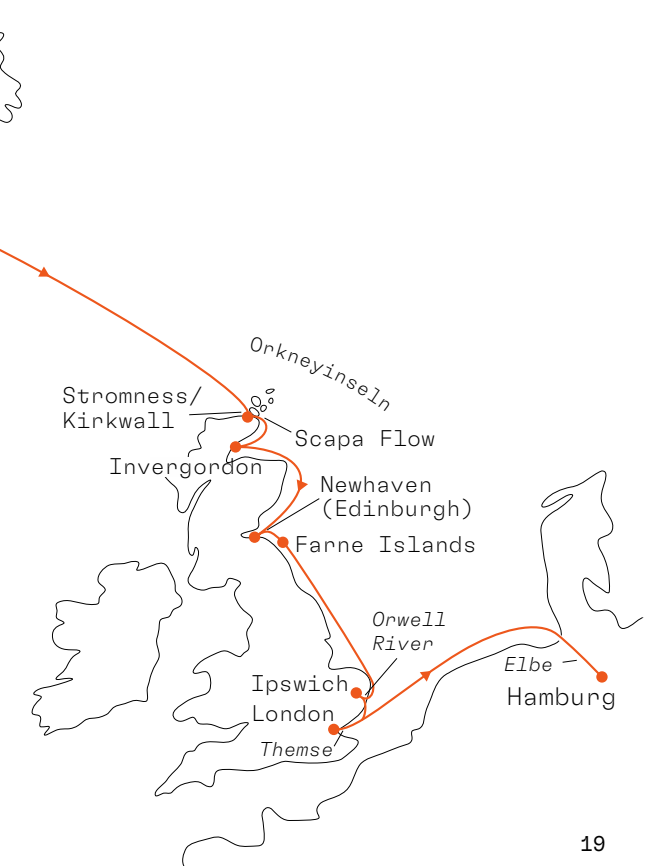 Orkneyinseln
Stromness/
Kirkwall
Scapa Flow
Invergordon
Newhaven
(Edinburgh)
Farne Islands
Orwell
River
Elbe
Ipswich
Hamburg
London
Themse
19